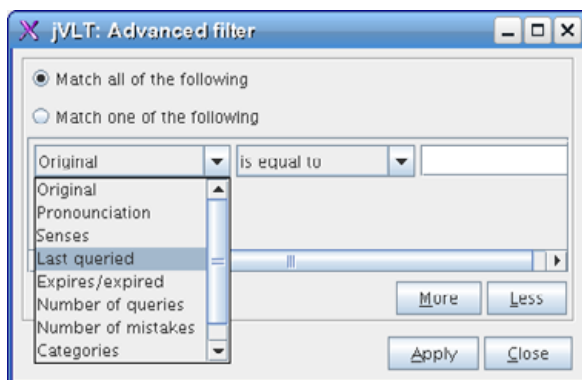 jVLT: Advanced filter
Match all of the following
Match one of the following
Original is equal to
Original
Pronounciation
Senses
Last queried
Expires/expired
Number of queries
Number of mistakes
Categories
More Less
Apply Close